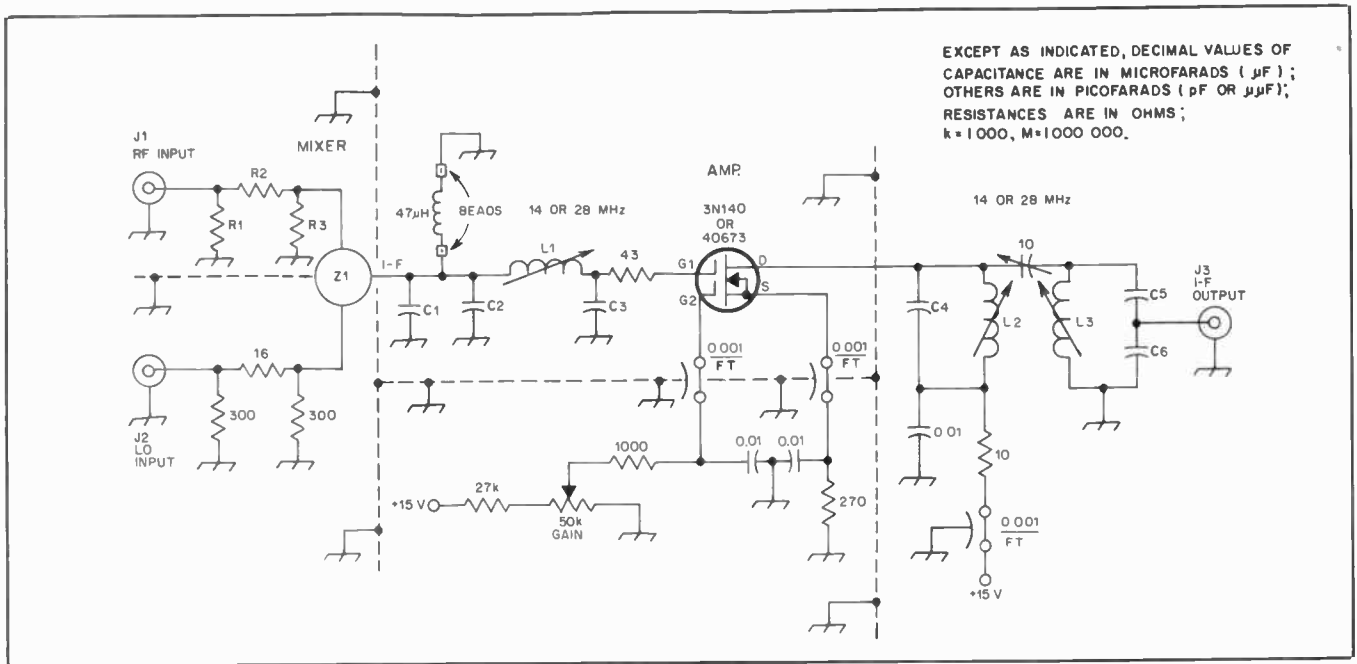 EXCEPT AS INDICATED, DECIMAL VALUES OF
CAPACITANCE ARE IN MICROFARADS ( µF ) ;
OTHERS ARE IN PICOFARADS ( pF OR µµF);
RESISTANCES ARE IN OHMS;
k=1000, M=1000 000.
J1
RF INPUT
MIXER
R2
R1
R3
Z1
I-F
47µH
BEADS
14 OR 28 MHz
L1
C1
C2
C3
43
AMP.
3N140
OR
40673
G1
G2
D
S
0.001
FT
0.001
FT
14 OR 28 MHz
10
C4
L2
L3
C5
C6
J3
I-F
OUTPUT
16
300
300
J2
LO
INPUT
1000
0.01
0.01
+15 V
27k
50k
GAIN
270
0.01
10
0.001
FT
+15 V